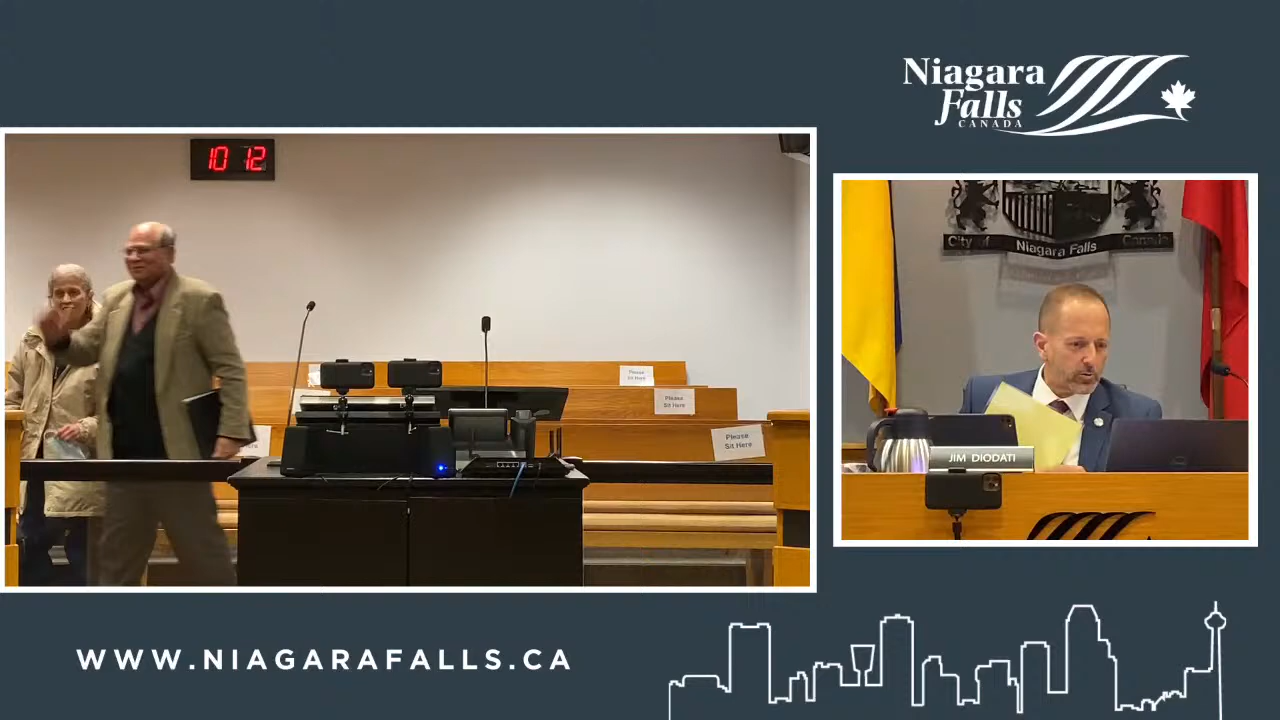 Niagara
Falls
CANADA
10 12
City of Niagara Falls Canada
Please
Sit Here
Please
Sit Here
Please
Sit Here
JIM DIODATI
DELL
WWW.NIAGARAFALLS.CA